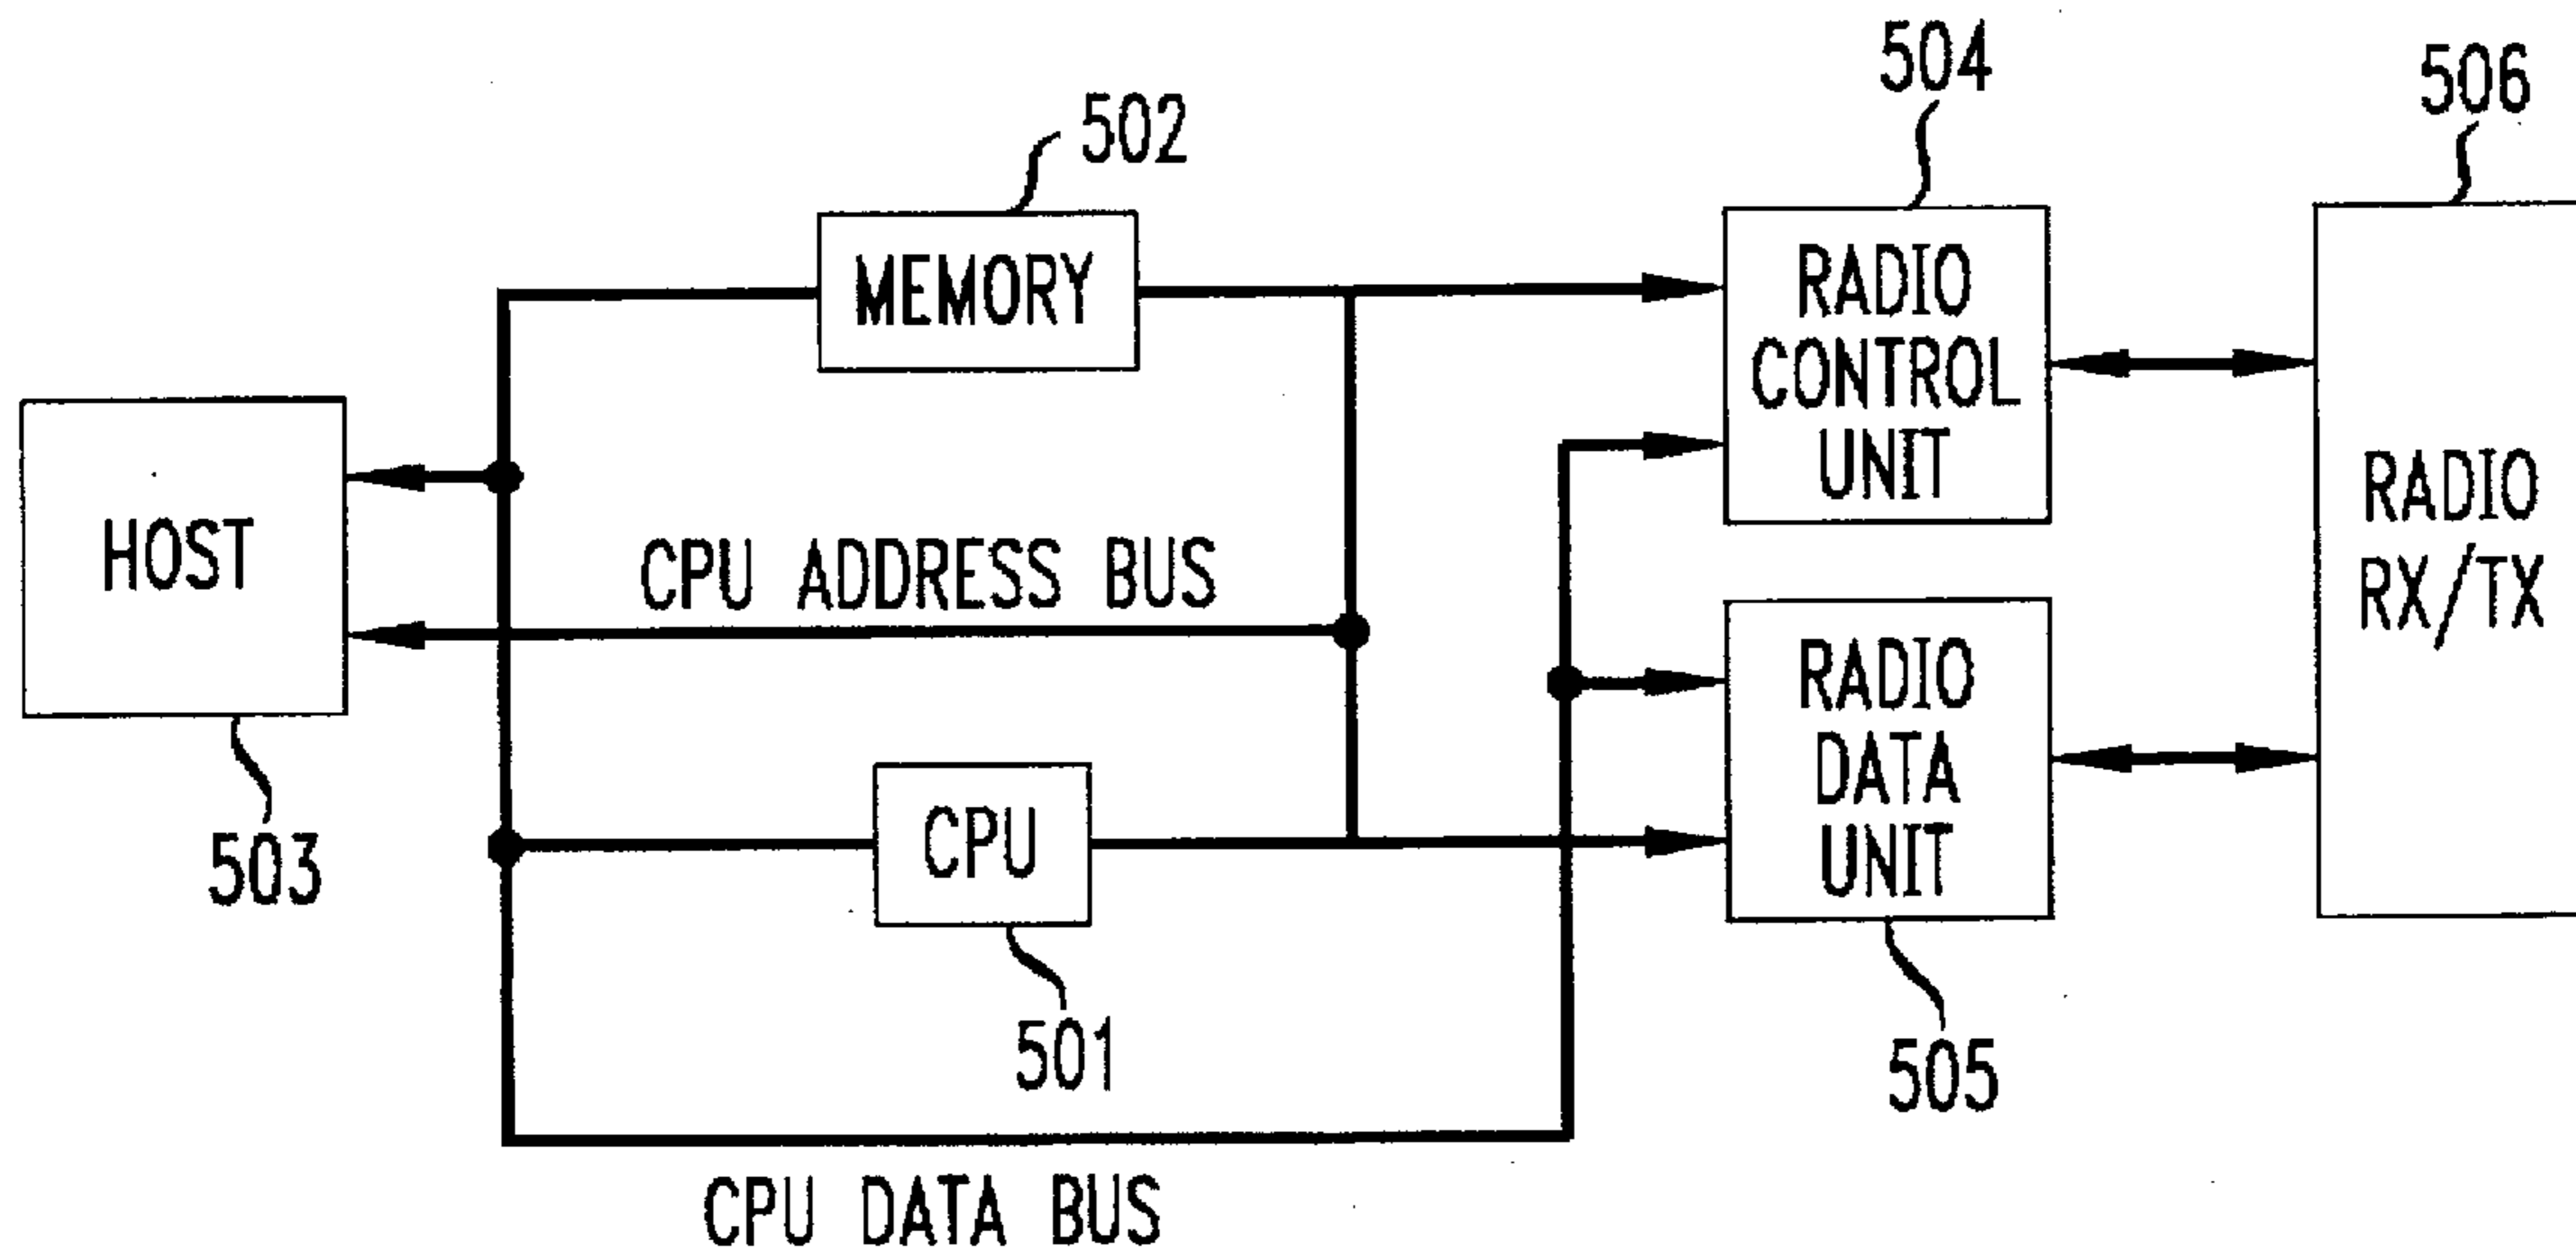 504
506
502
MEMORY
RADIO
CONTROL
UNIT
HOST
CPU ADDRESS BUS
RADIO
RX/TX
RADIO
DATA
UNIT
CPU
503
501
505
CPU DATA BUS